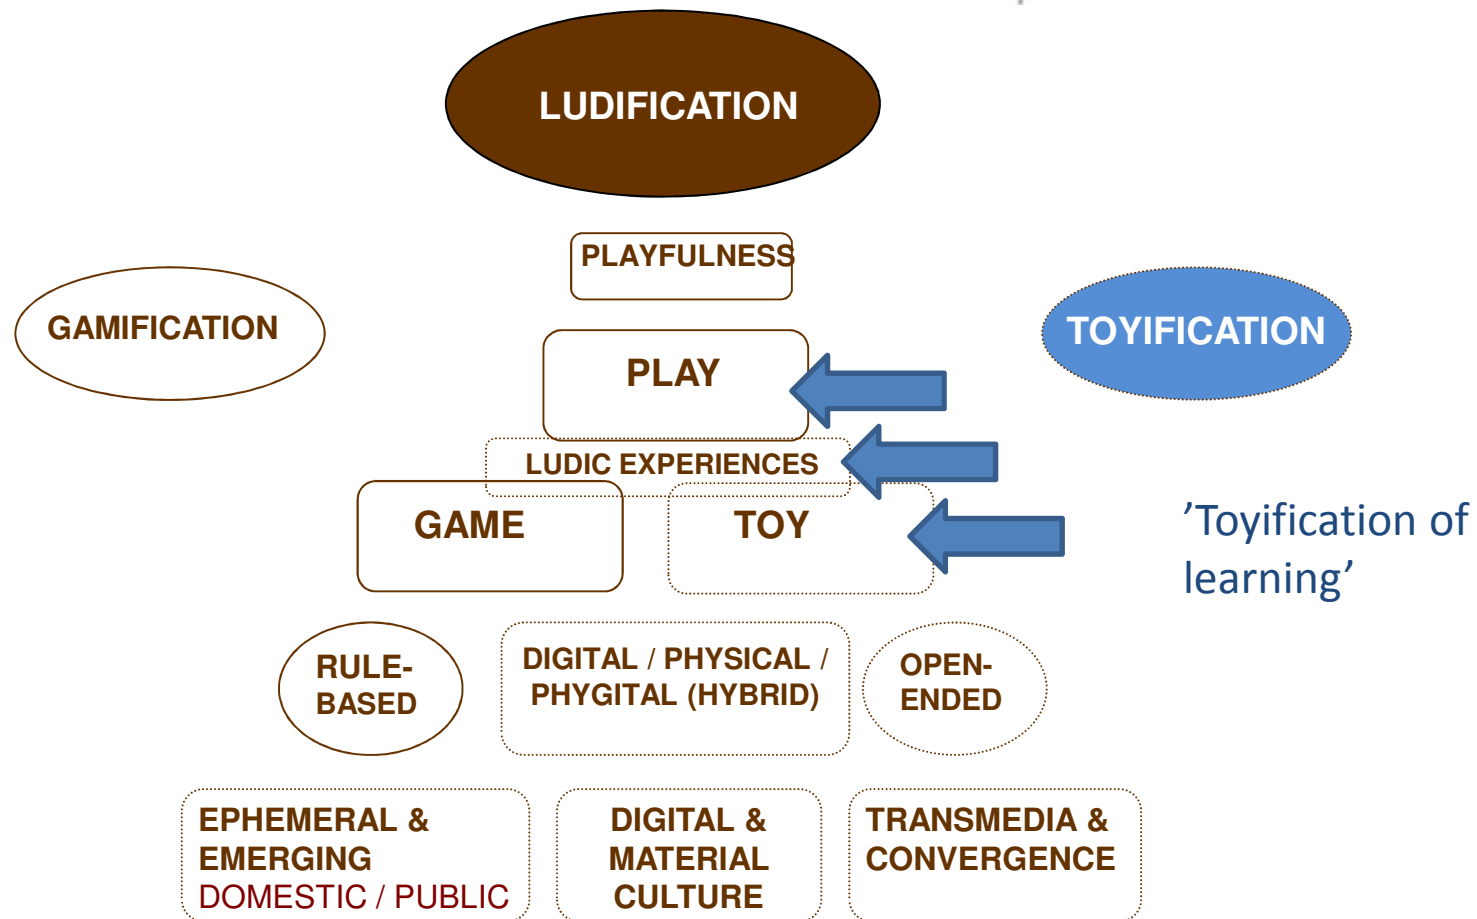 LUDIFICATION
PLAYFULNESS
GAMIFICATION
TOYIFICATION
PLAY
LUDIC EXPERIENCES
GAME
TOY
’Toyification of
learning’
RULE-
BASED
DIGITAL / PHYSICAL /
PHYGITAL (HYBRID)
OPEN-
ENDED
EPHEMERAL &
EMERGING
DOMESTIC / PUBLIC
DIGITAL &
MATERIAL
CULTURE
TRANSMEDIA &
CONVERGENCE